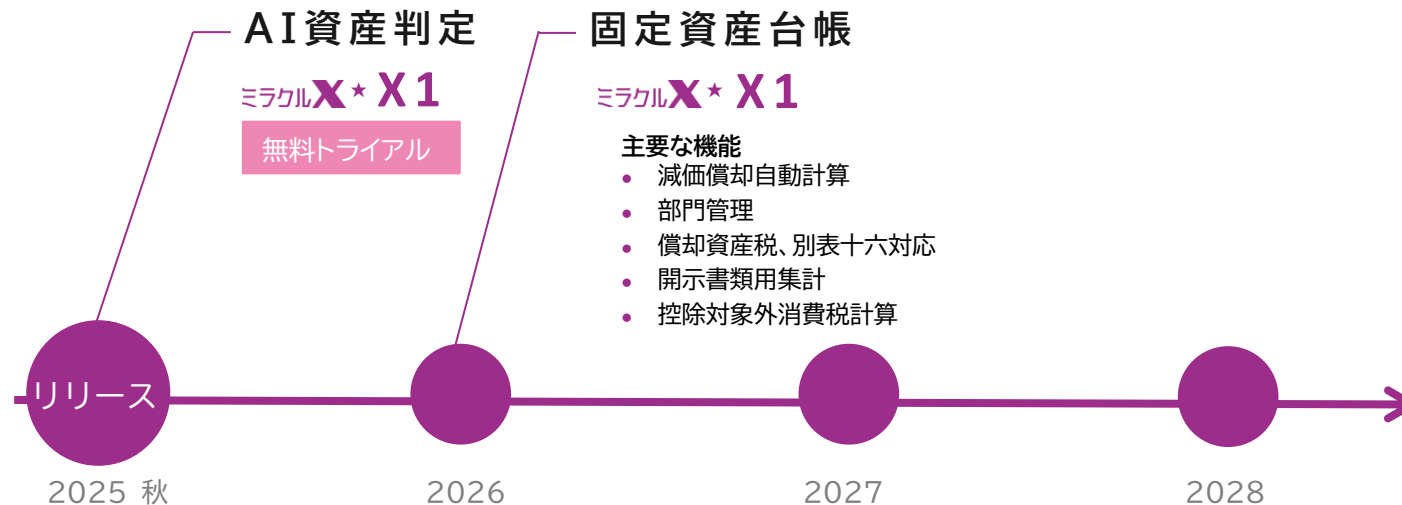 AI資産判定
ミラクルX★ X1
無料トライアル
固定資産台帳
ミラクルX★ X1
主要な機能
• 減価償却自動計算
• 部門管理
• 償却資産税、別表十六対応
• 開示書類用集計
• 控除対象外消費税計算
リリース
2025 秋
2026
2027
2028